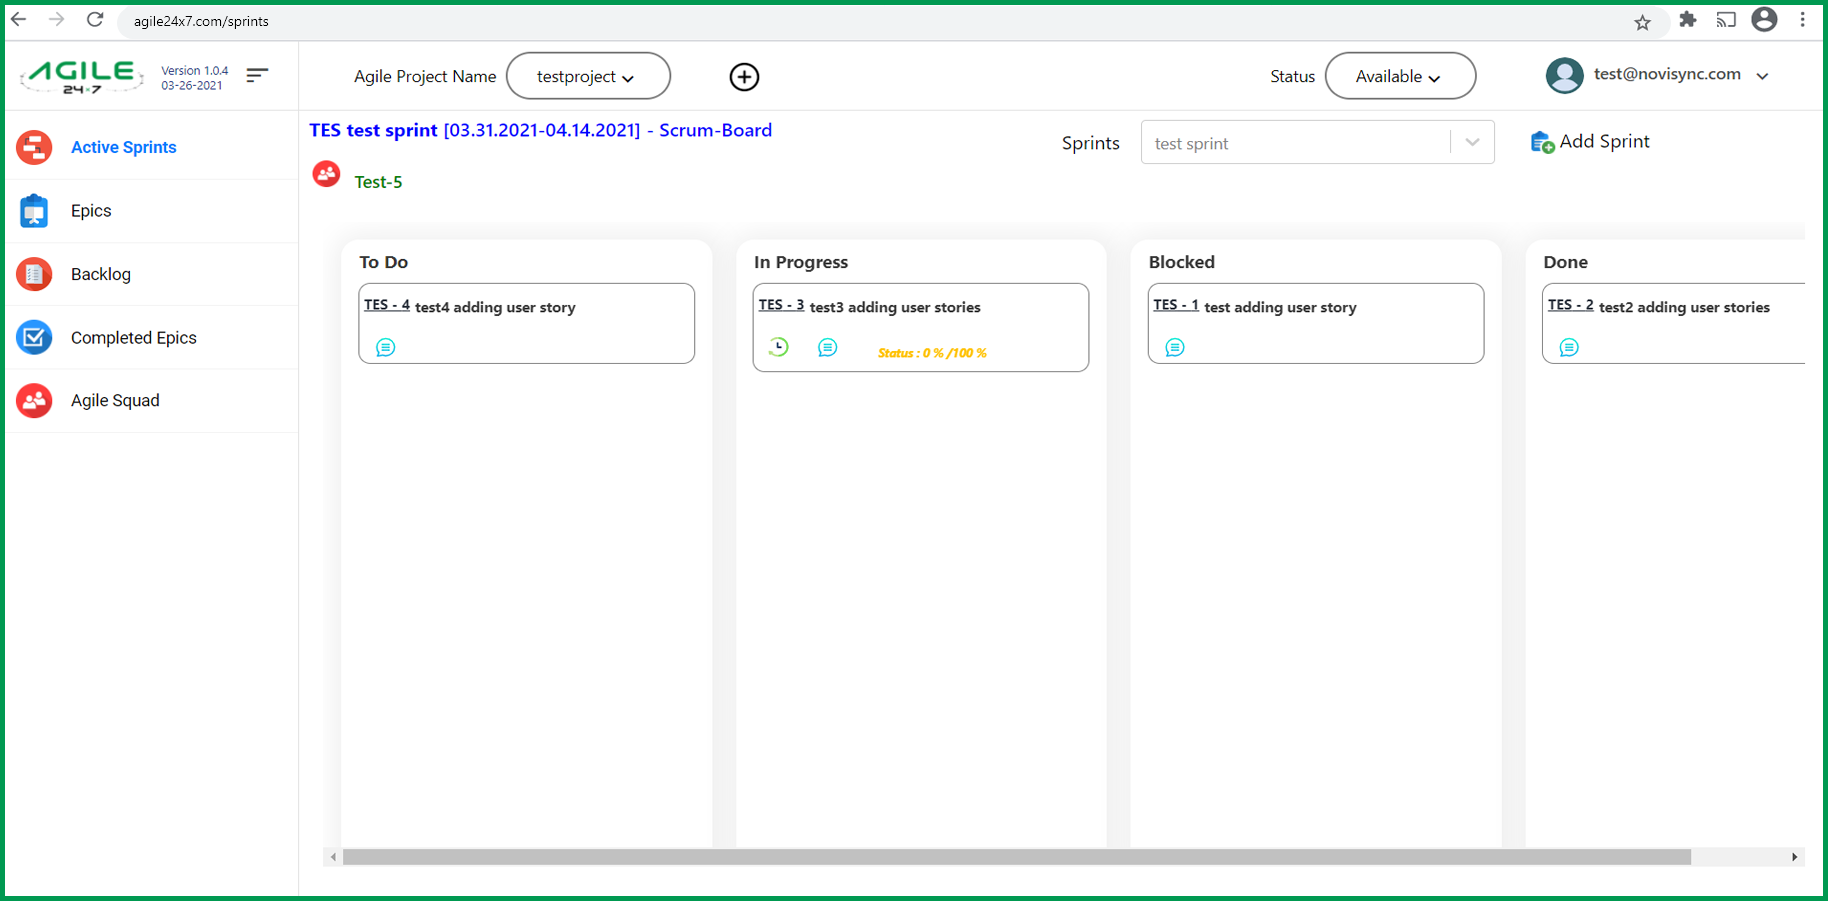 agile24x7.com/sprints
AGILE
24x7
Version 1.0.4
03-26-2021
Agile Project Name
testproject
Status
Available
test@novisync.com
Active Sprints
Epics
Backlog
Completed Epics
Agile Squad
TES test sprint [03.31.2021-04.14.2021] - Scrum-Board
Sprints
test sprint
Add Sprint
Test-5
To Do
TES - 4 test4 adding user story
In Progress
TES - 3 test3 adding user stories
Status : 0 % /100 %
Blocked
TES - 1 test adding user story
Done
TES - 2 test2 adding user stories